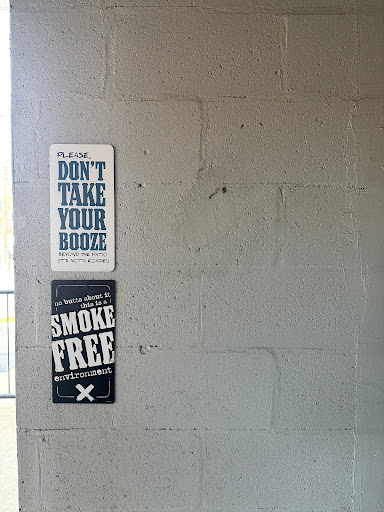 PLEASE,
DON'T
TAKE
YOUR
BOOZE
BEYOND THE PATIO
no butts about it
this is a
SMOKE
FREE
environment